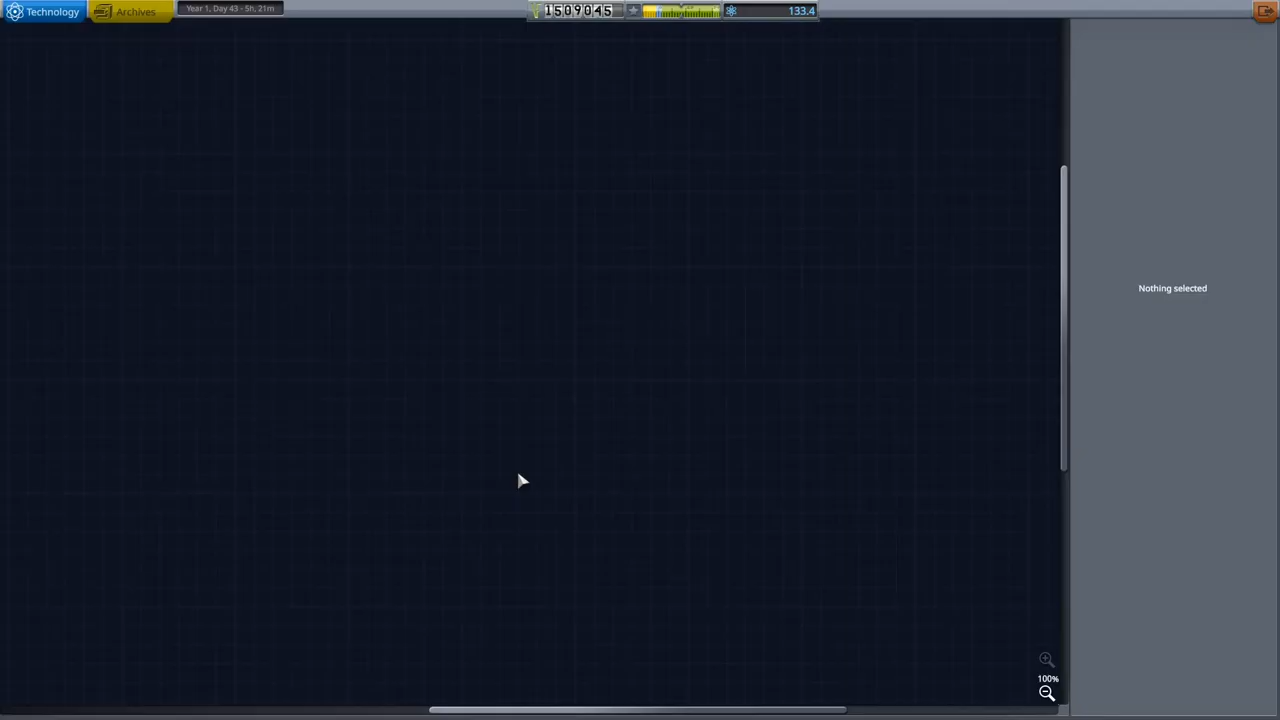 Technology
Archives
Year 1, Day 43 - 5h, 21m
1509045
133.4
Nothing selected
100%